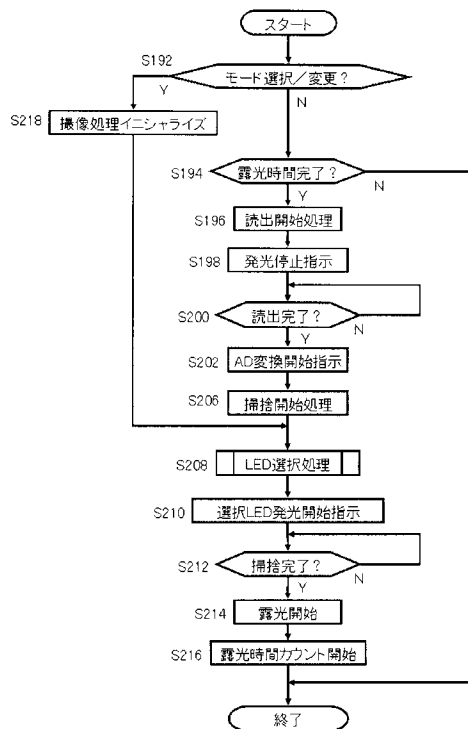 スタート
S192
モード選択／変更？
Y
N
S218
撮像処理イニシャライズ
S194
露光時間完了？
N
Y
S196
読出開始処理
S198
発光停止指示
S200
読出完了？
N
Y
S202
AD変換開始指示
S206
掃捨開始処理
S208
LED選択処理
S210
選択LED発光開始指示
S212
掃捨完了？
N
Y
S214
露光開始
S216
露光時間カウント開始
終了